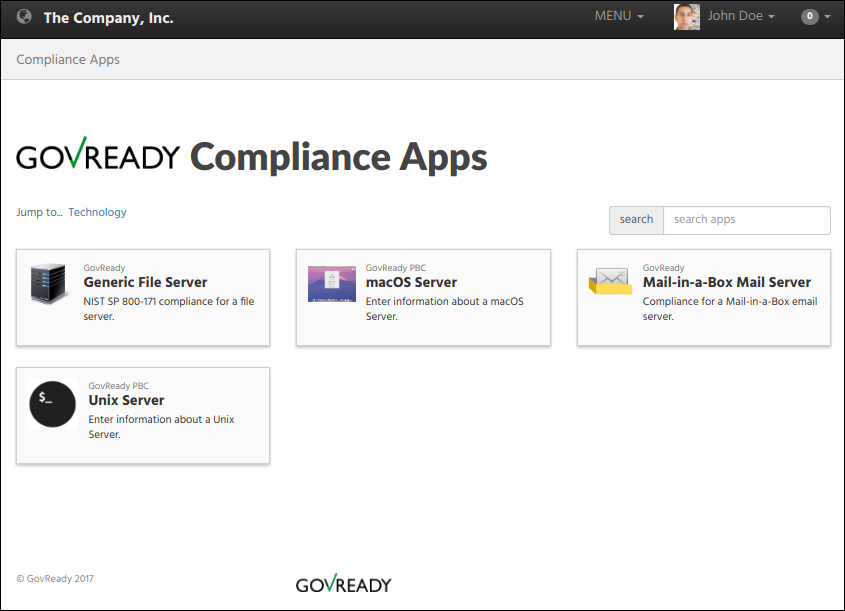 The Company, Inc.
MENU
John Doe
0
Compliance Apps
GOVREADY Compliance Apps
Jump to... Technology
search
search apps
GovReady
Generic File Server
NIST SP 800-171 compliance for a file
server.
GovReady PBC
macOS Server
Enter information about a macOS
Server.
GovReady
Mail-in-a-Box Mail Server
Compliance for a Mail-in-a-Box email
server.
$_
GovReady PBC
Unix Server
Enter information about a Unix
Server.
© GovReady 2017
GOVREADY